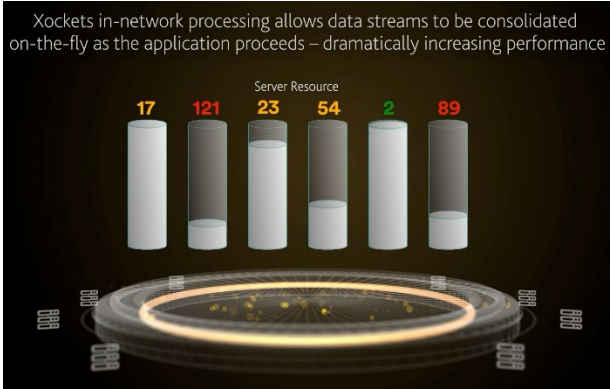 Xockets in-network processing allows data streams to be consolidated
on-the-fly as the application proceeds – dramatically increasing performance
Server Resource
17 121 23 54 2 89